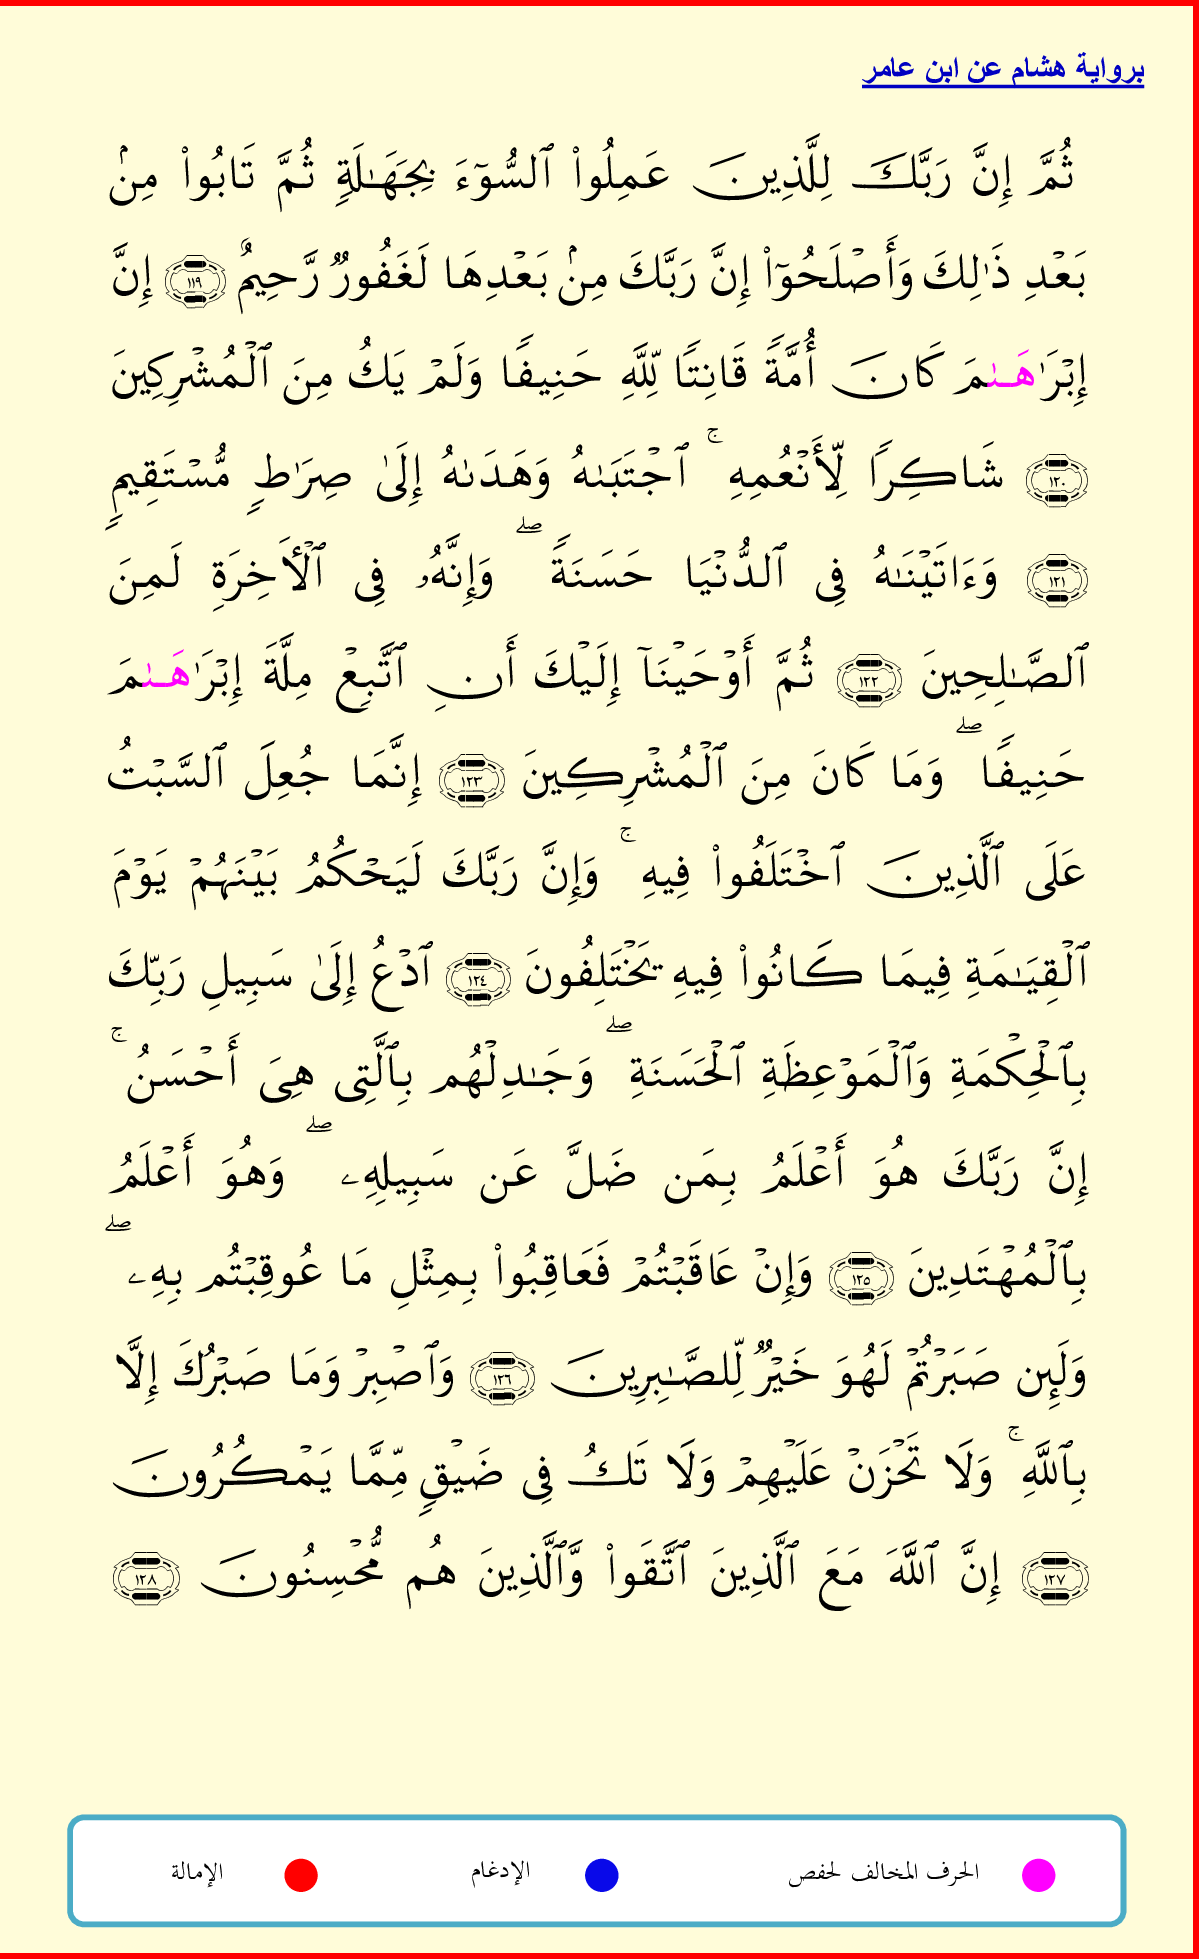 برواية هشام عن ابن عامر
ثُمَّ إِنَّ رَبَّكَ لِلَّذِينَ عَمِلُوا۟ ٱلسُّوٓءَ بِجَهَـٰلَةٍۢ ثُمَّ تَابُوا۟ مِنۢ
بَعْدِ ذَٰلِكَ وَأَصْلَحُوٓا۟ إِنَّ رَبَّكَ مِنۢ بَعْدِهَا لَغَفُورٌۭ رَّحِيمٌ ١١٩ إِنَّ
إِبْرَٰهَـٰمَ كَانَ أُمَّةًۭ قَانِتًۭا لِّلَّهِ حَنِيفًۭا وَلَمْ يَكُ مِنَ ٱلْمُشْرِكِينَ
١٢٠ شَاكِرًۭا لِّأَنْعُمِهِ ۚ ٱجْتَبَىٰهُ وَهَدَىٰهُ إِلَىٰ صِرَٰطٍۢ مُّسْتَقِيمٍۢ
١٢١ وَءَاتَيْنَـٰهُ فِى ٱلدُّنْيَا حَسَنَةًۭ ۖ وَإِنَّهُۥ فِى ٱلْأَخِرَةِ لَمِنَ
ٱلصَّـٰلِحِينَ ١٢٢ ثُمَّ أَوْحَيْنَآ إِلَيْكَ أَنِ ٱتَّبِعْ مِلَّةَ إِبْرَٰهَـٰمَ
حَنِيفًۭا ۖ وَمَا كَانَ مِنَ ٱلْمُشْرِكِينَ ١٢٣ إِنَّمَا جُعِلَ ٱلسَّبْتُ
عَلَى ٱلَّذِينَ ٱخْتَلَفُوا۟ فِيهِ ۚ وَإِنَّ رَبَّكَ لَيَحْكُمُ بَيْنَهُمْ يَوْمَ
ٱلْقِيَـٰمَةِ فِيمَا كَانُوا۟ فِيهِ يَخْتَلِفُونَ ١٢٤ ٱدْعُ إِلَىٰ سَبِيلِ رَبِّكَ
بِٱلْحِكْمَةِ وَٱلْمَوْعِظَةِ ٱلْحَسَنَةِ ۖ وَجَـٰدِلْهُم بِٱلَّتِى هِىَ أَحْسَنُ ۚ
إِنَّ رَبَّكَ هُوَ أَعْلَمُ بِمَن ضَلَّ عَن سَبِيلِهِۦ ۖ وَهُوَ أَعْلَمُ
بِٱلْمُهْتَدِينَ ١٢٥ وَإِنْ عَاقَبْتُمْ فَعَاقِبُوا۟ بِمِثْلِ مَا عُوقِبْتُم بِهِۦ ۖ
وَلَئِن صَبَرْتُمْ لَهُوَ خَيْرٌۭ لِّلصَّـٰبِرِينَ ١٢٦ وَٱصْبِرْ وَمَا صَبْرُكَ إِلَّا
بِٱللَّهِ ۚ وَلَا تَحْزَنْ عَلَيْهِمْ وَلَا تَكُ فِى ضَيْقٍۢ مِّمَّا يَمْكُرُونَ
١٢٧ إِنَّ ٱللَّهَ مَعَ ٱلَّذِينَ ٱتَّقَوا۟ وَّٱلَّذِينَ هُم مُّحْسِنُونَ ١٢٨
الحرف المخالف لحفص الإدغام الإمالة